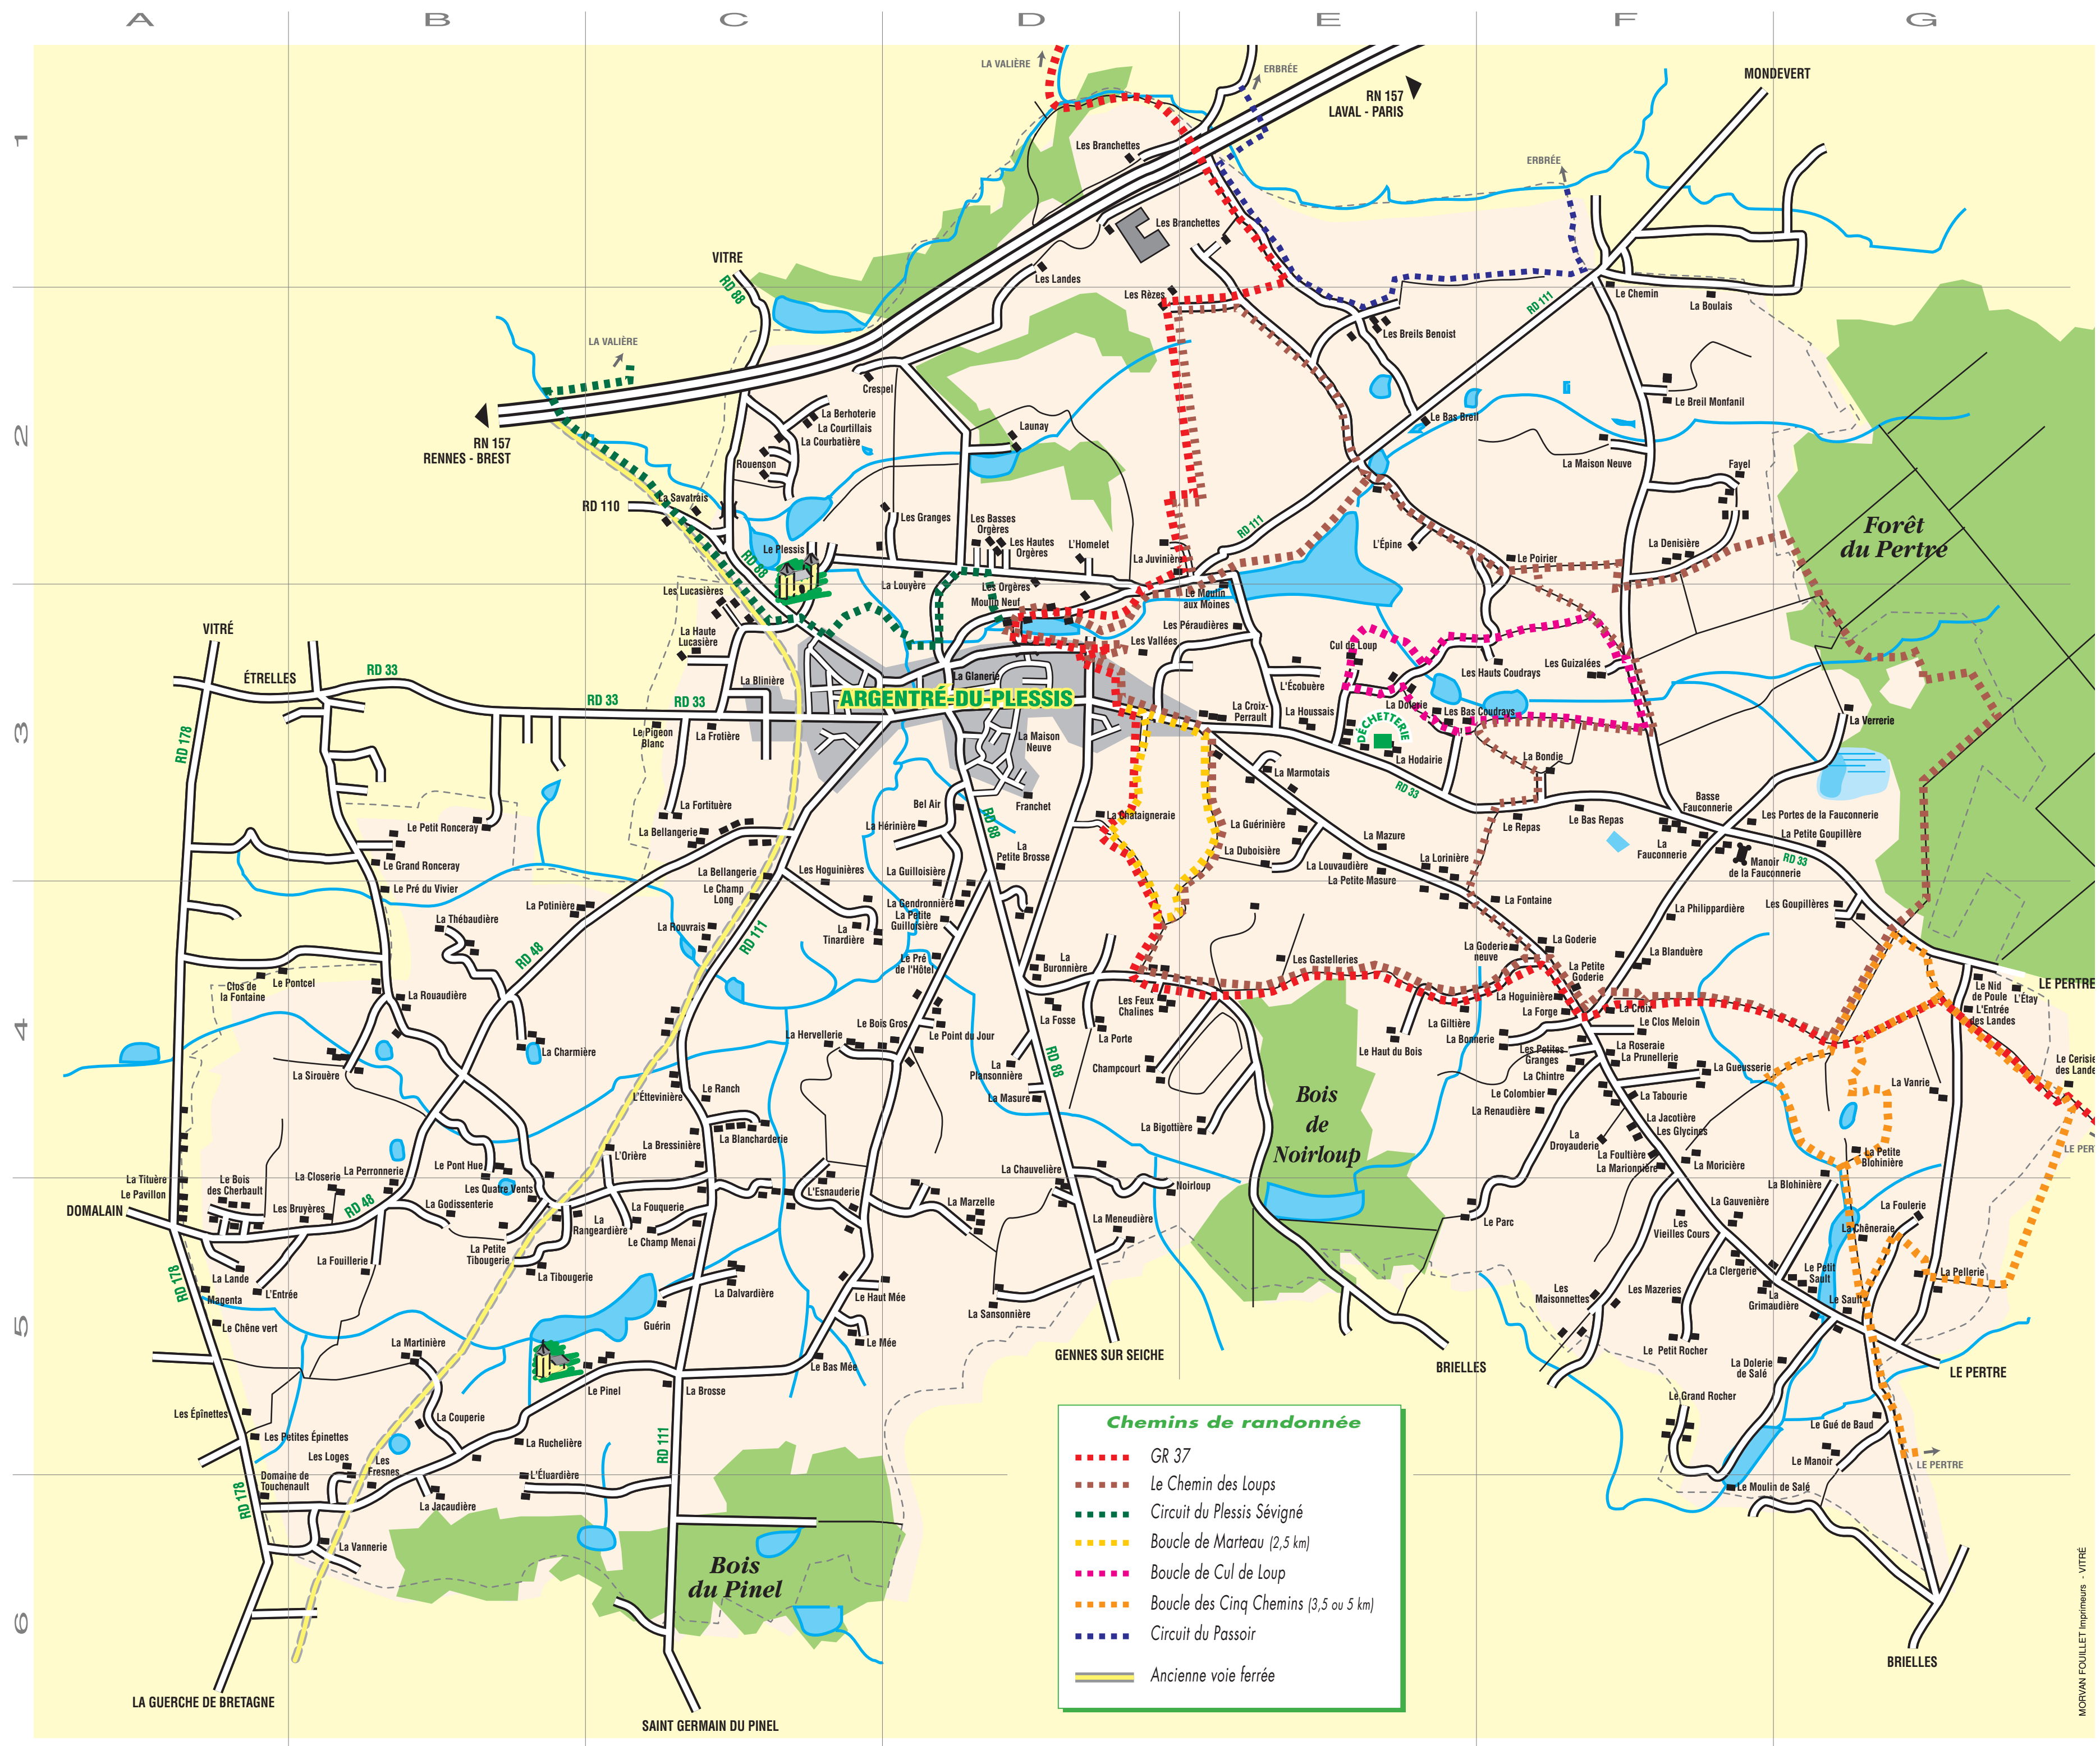 A B C D E F G
1
2
3
4
5
6
LA VALIÈRE
ERBRÉE
RN 157
LAVAL - PARIS
MONDEVERT
Les Branchettes
ERBRÉE
Les Branchettes
VITRE
RD 88
Les Landes
Les Rèzes
RD 111
Le Chemin
La Boulais
Les Breils Benoist
LA VALIÈRE
Crespel
RN 157
RENNES - BREST
La Berhoterie
La Courtillais
La Courbatière
Launay
Le Bas Breil
Le Breil Monfanil
Rouenson
La Maison Neuve
Fayel
RD 110
La Savatrais
Les Granges
Les Basses
Orgères
Les Hautes
Orgères
L'Homelet
RD 111
L'Épine
Forêt
du Pertre
Le Plessis
RD 88
La Juvinière
Le Poirier
La Denisière
La Louyère
Les Orgères
Moulin Neuf
Le Moulin
aux Moines
Les Lucasières
La Haute
Lucasière
Les Péraudières
Les Vallées
Cul de Loup
VITRÉ
ÉTRELLES
RD 33
RD 33
RD 33
La Blinière
La Glanerie
ARGENTRÉ-DU-PLESSIS
L'Écobuère
Les Hauts Coudrays
Les Guizalées
RD 178
Le Pigeon
Blanc
La Frotière
La Maison
Neuve
La Croix-
Perrault
La Houssais
La Dolerie
Les Bas Coudrays
DÉCHETTERIE
La Hodairie
La Bondie
La Verrerie
La Marmotais
RD 33
Franchet
Bel Air
RD 88
La Fortituère
La Bellangerie
La Hérinière
La Chataigneraie
La Guérinière
La Mazure
Le Repas
Le Bas Repas
Basse
Fauconnerie
Les Portes de la Fauconnerie
La Petite Goupillère
RD 33
Le Petit Ronceray
Le Grand Ronceray
La
Petite Brosse
La Duboisière
La Louvaudière
La Petite Masure
La Lorinière
La
Fauconnerie
Manoir
de la Fauconnerie
Le Pré du Vivier
La Bellangerie
Le Champ
Long
Les Hoguinières
La Guilloisière
La Gendronnière
La Petite
Guilloisière
La Fontaine
La Philippardière
Les Goupillères
La Thébaudière
La Potinière
La Rouvrais
La
Tinardière
RD 111
RD 48
Le Pré
de l'Hôtel
La
Buronnière
Les Gastelleries
La Goderie
neuve
La Goderie
La Petite
Goderie
La Blanduère
Clos de
la Fontaine
Le Pontcel
La Rouaudière
Les Feux
Chalines
La Fosse
La Porte
La Hoguinière
La Forge
La Croix
Le Clos Meloin
Le Nid
de Poule
L'Étay
L'Entrée
des Landes
LE PERTRE
Le Bois Gros
Le Point du Jour
La Hervellerie
La Giltière
La Bonnerie
La Charmière
La Sirouère
RD 88
La
Plansonnière
La Masure
Champcourt
Le Haut du Bois
Les Petites
Granges
La Roseraie
La Prunellerie
La Chintre
Le Colombier
La Renaudière
La Gueusserie
La Tabourie
La Jacotière
Les Glycines
La Vanrie
Le Cerisier
L'Éttevinière
Le Ranch
La Bressinière
La Blancharderie
La Bigottière
Bois
de
Noirloup
La
Droyauderie
La Foultière
La Marionnière
La Moricière
La Petite
Blohinière
La Blohinière
La Tituère
Le Pavillon
DOMALAIN
Le Bois
des Cherbault
La Closerie
La Perronnerie
Les Bruyères
RD 48
Le Pont Hue
L'Orière
Les Quatre Vents
La Godissenterie
La
Rangeardière
La Fouquerie
Le Champ Menai
L'Esnauderie
La Marzelle
La Chauvelière
Noirloup
La Meneudière
Le Parc
Les
Vieilles Cours
La Gauvenière
La Foulerie
La Chêneraie
La Clergerie
La Pellerie
RD 178
La Lande
Magenta
L'Entrée
La Fouillerie
La Petite
Tibougerie
La Tibougerie
La Dalvardière
Guérin
Le Haut Mée
La Sansonnière
Les
Maisonnettes
Les Mazeries
La
Grimaudière
Le Petit
Sault
Le Sault
Le Chêne vert
La Martinière
Le Mée
Le Bas Mée
GENNES SUR SEICHE
BRIELLES
Le Petit Rocher
La Dolerie
de Salé
LE PERTRE
Le Pinel
La Brosse
Le Grand Rocher
Les Épinettes
Les Petites Épinettes
La Couperie
La Ruchelière
L'Éluardière
RD 111
Le Gué de Baud
Le Manoir
LE PERTRE
Le Moulin de Salé
Les Loges
Les
Fresnes
Domaine de
Touchenault
La Jacaudière
RD 178
La Vannerie
Bois
du Pinel
LA GUERCHE DE BRETAGNE
SAINT GERMAIN DU PINEL
BRIELLES
Chemins de randonnée
GR 37
Le Chemin des Loups
Circuit du Plessis Sévigné
Boucle de Marteau (2,5 km)
Boucle de Cul de Loup
Boucle des Cinq Chemins (3,5 ou 5 km)
Circuit du Passoir
Ancienne voie ferrée
MORVAN FOUILLET Imprimeurs - VITRÉ